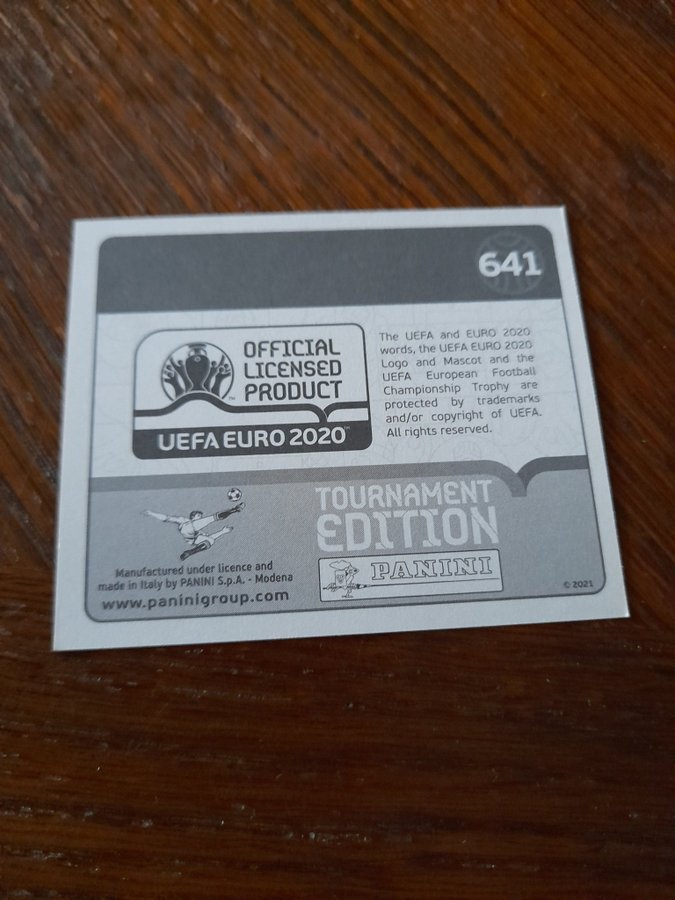 641
OFFICIAL
LICENSED
PRODUCT
™
UEFA EURO 2020™
The UEFA and EURO 2020
words, the UEFA EURO 2020
Logo and Mascot and the
UEFA European Football
Championship Trophy are
protected by trademarks
and/or copyright of UEFA.
All rights reserved.
TOURNAMENT
EDITION
Manufactured under licence and
made in Italy by PANINI S.p.A. - Modena
www.paninigroup.com
PANINI
© 2021